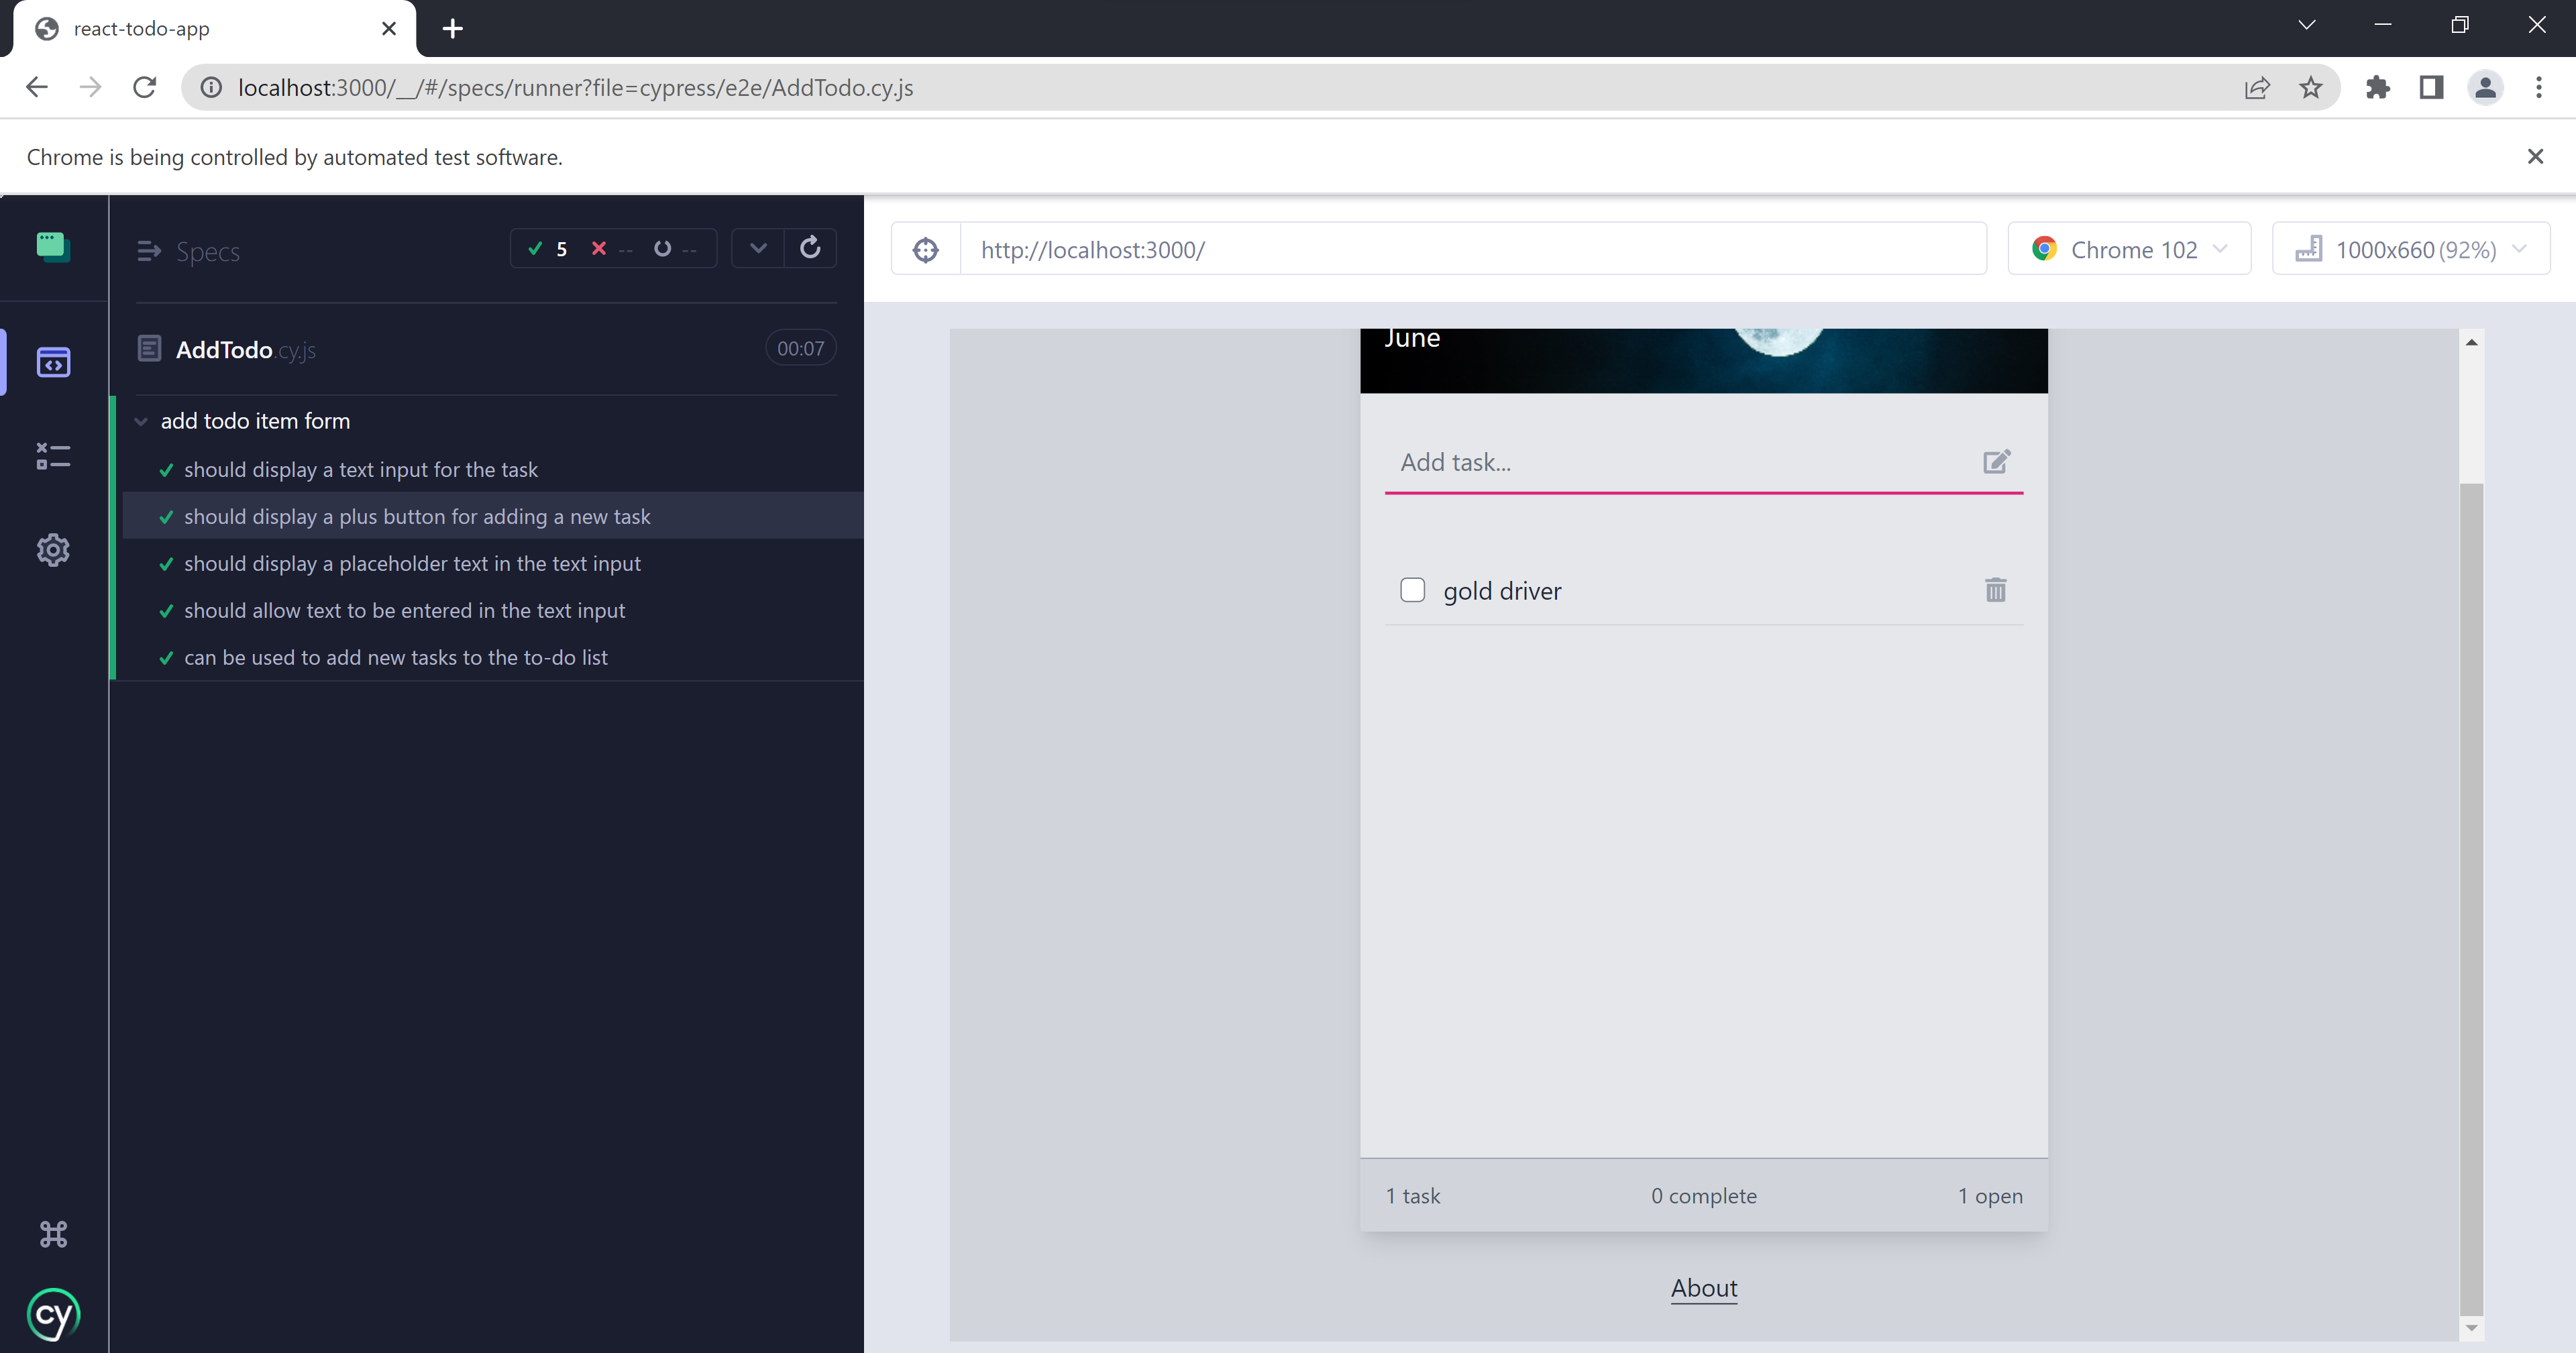 react-todo-app
localhost:3000/__/#/specs/runner?file=cypress/e2e/AddTodo.cy.js
Chrome is being controlled by automated test software.
Specs
5 -- --
http://localhost:3000/
Chrome 102
1000x660 (92%)
AddTodo.cy.js
00:07
add todo item form
should display a text input for the task
should display a plus button for adding a new task
should display a placeholder text in the text input
should allow text to be entered in the text input
can be used to add new tasks to the to-do list
cy
June
Add task...
gold driver
1 task
0 complete
1 open
About